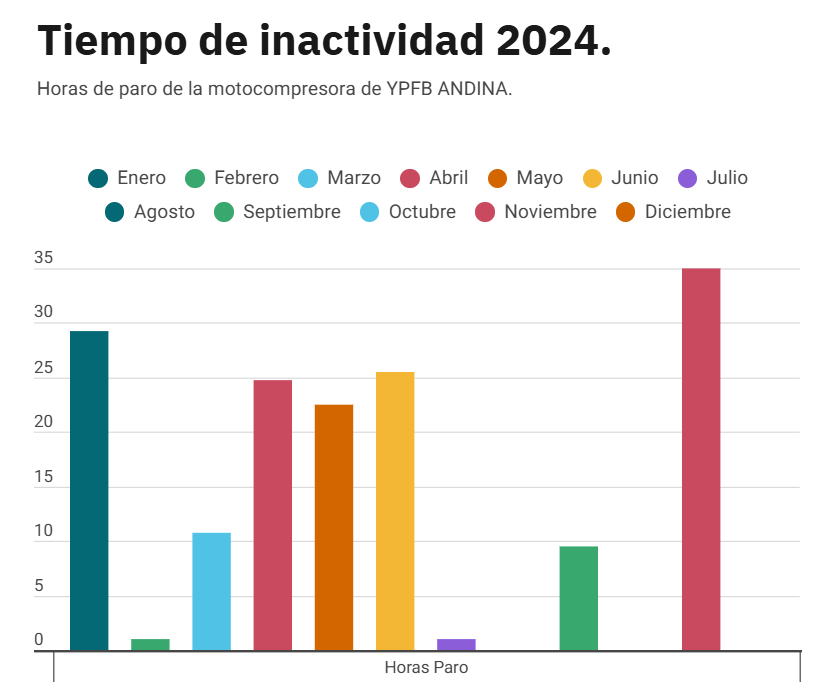 Tiempo de inactividad 2024.
Horas de paro de la motocompresora de YPFB ANDINA.
Enero Febrero Marzo Abril Mayo Junio Julio
Agosto Septiembre Octubre Noviembre Diciembre
35
30
25
20
15
10
5
0
Horas Paro